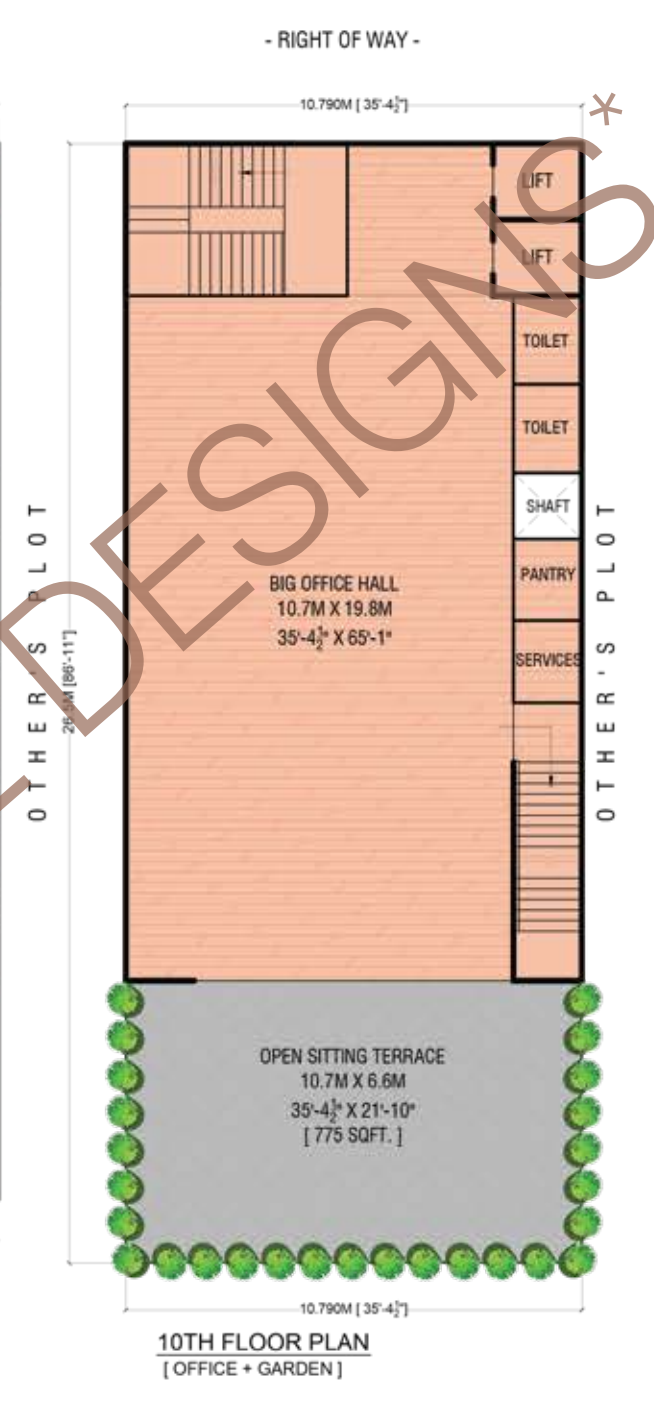 - RIGHT OF WAY -
10.790M [ 35'-4½"]
LIFT
LIFT
TOILET
TOILET
SHAFT
PANTRY
SERVICES
OTHER'S PLOT
[86'-11"]
OTHER'S PLOT
BIG OFFICE HALL
10.7M X 19.8M
35'-4½" X 65'-1"
DESIGNS*
OPEN SITTING TERRACE
10.7M X 6.6M
35'-4½" X 21'-10"
[ 775 SQFT. ]
10.790M [ 35'-4½"]
10TH FLOOR PLAN
[ OFFICE + GARDEN ]